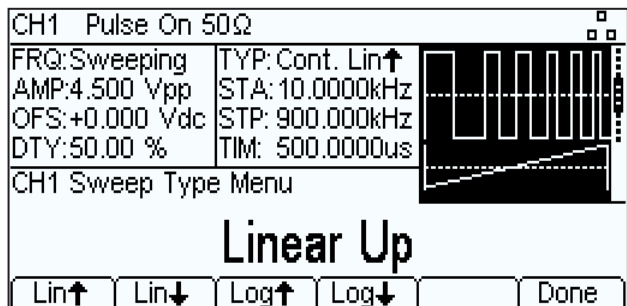 CH1 Pulse On 50Ω
FRQ:Sweeping TYP:Cont. Lin↑
AMP:4.500 Vpp STA:10.0000kHz
OFS:+0.000 Vdc STP:900.000kHz
DTY:50.00 % TIM: 500.0000us
CH1 Sweep Type Menu
Linear Up
Lin↑ Lin↓ Log↑ Log↓ Done